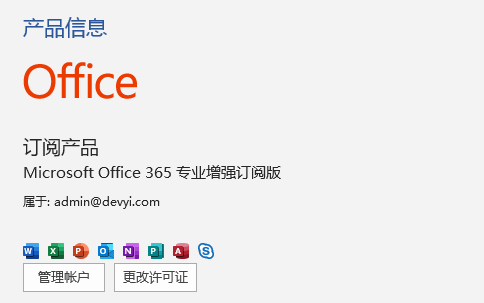 产品信息
Office
订阅产品
Microsoft Office 365 专业增强订阅版
属于: admin@devyi.com
W X P O N P A S
管理帐户 更改许可证